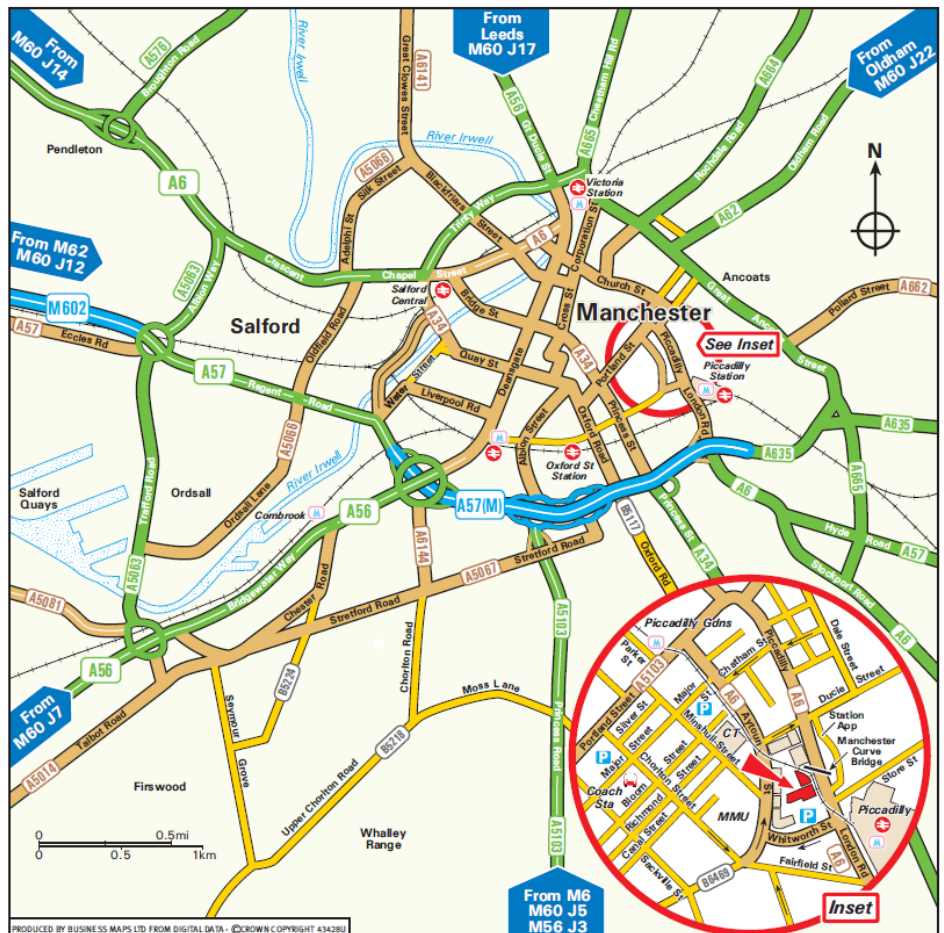 From
M60 J14
A576
Broughton Road
Pendleton
A6
River Irwell
Great Clowes Street
A6141
From
Leeds
M60 J17
A56
Gt Ducie St
Cheetham Hill Rd
A665
A664
Rochdale Road
From
Oldham
M60 J22
Oldham Road
A62
N
River Irwell
A5066
Silk Street
Blackfriars
Street
Trinity Way
Victoria
Station
M
Corporation St
A6
Adelphi St
From M62
M60 J12
A5063
Albion Way
Crescent
Chapel
Street
Salford
Central
Bridge St
Church St
Cross St
Ancoats
Great
Anc
Street
Pollard Street
A662
M602
A57
Eccles Rd
Salford
Oldfield Road
A34
Manchester
See Inset
A57
Regent
Road
Quay St
Water
Street
Liverpool Rd
Deansgate
A34
Portland St
Piccadilly
Piccadilly
Station
M
London Rd
A5066
Albion Street
Oxford Road
Princess St
M
Oxford St
Station
A635
A635
A665
A6
Trafford Road
Salford
Quays
Ordsall
Ordsall Lane
River Irwell
Cornbrook
M
A56
A57(M)
B5117
Princess St
A34
Hyde
Road
A57
Stockport Road
A6
A5063
A5081
Bridgewater Way
Chester Road
A6144
Stretford Road
A5067
Stretford Road
Oxford Rd
A5103
A56
From
M60 J7
Talbot Road
A5014
Seymour
Grove
B5224
Chorlton Road
Moss Lane
B5218
Upper Chorlton Road
Princess Road
A5103
Firswood
Whalley
Range
0
0.5mi
0
0.5
1km
From M6
M60 J5
M56 J3
Piccadilly Gdns
M
Parker
St
A5103
Portland Street
Silver St
Major
St
P
Chatham St
Piccadilly
Dale Street
Ducie
Street
A6
A6
Aytoun
St
Minshull Street
CT
Station
App
Manchester
Curve
Bridge
Store St
Major
Street
P
Coach
Sta
Bloom
Street
Chorlton Street
Richmond
Street
Canal Street
MMU
P
Piccadilly
M
Whitworth St
London Rd
A6
Fairfield St
Sackville St
B6469
Inset
PRODUCED BY BUSINESS MAPS LTD FROM DIGITAL DATA - ©CROWN COPYRIGHT 43428U